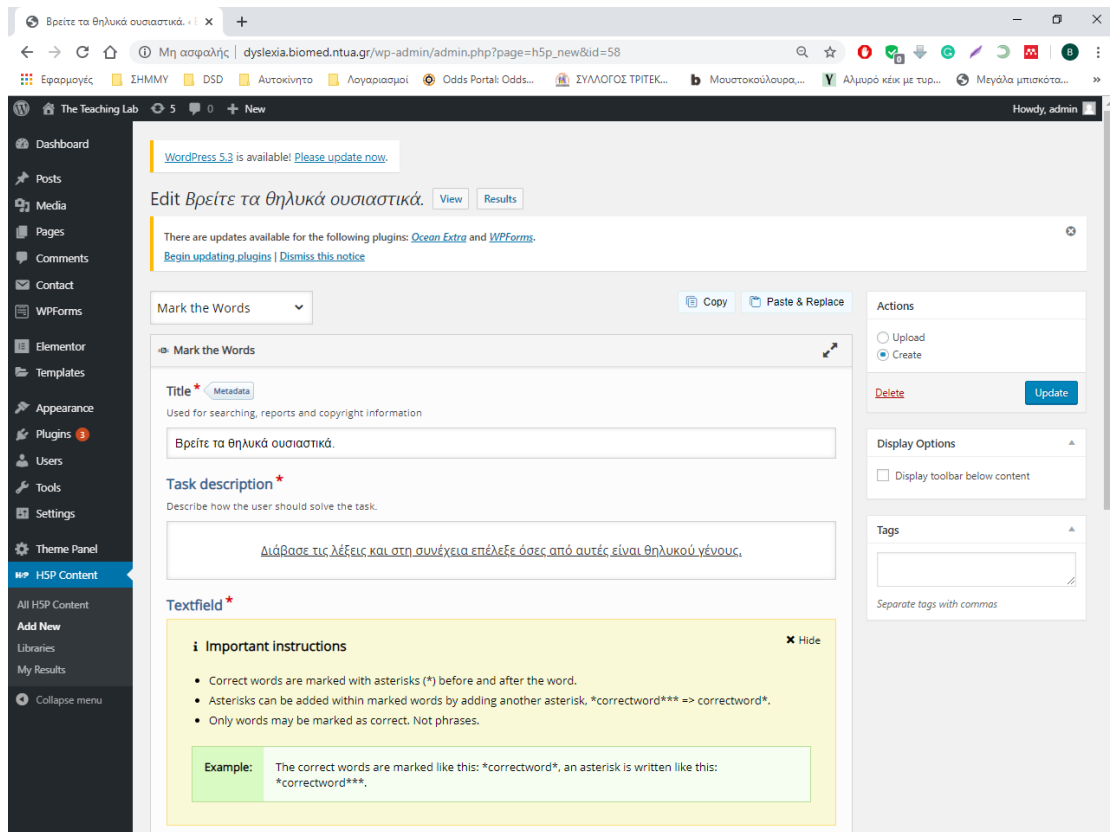 Βρείτε τα θηλυκά ουσιαστικά. ‹
Μη ασφαλής | dyslexia.biomed.ntua.gr/wp-admin/admin.php?page=h5p_new&id=58
Εφαρμογές ΣΗΜΜΥ DSD Αυτοκίνητο Λογαριασμοί Odds Portal: Odds... ΣΥΛΛΟΓΟΣ ΤΡΙΤΕΚ... Μουστοκούλουρα,... Αλμυρό κέικ με τυρ... Μεγάλα μπισκότα... »
The Teaching Lab 5 0 + New Howdy, admin
Dashboard
Posts
Media
Pages
Comments
Contact
WPForms
Elementor
Templates
Appearance
Plugins 3
Users
Tools
Settings
Theme Panel
H5P Content
All H5P Content
Add New
Libraries
My Results
Collapse menu
WordPress 5.3 is available! Please update now.
Edit Βρείτε τα θηλυκά ουσιαστικά. View Results
There are updates available for the following plugins: Ocean Extra and WPForms.
Begin updating plugins | Dismiss this notice
Mark the Words
Copy Paste & Replace
Mark the Words
Title * Metadata
Used for searching, reports and copyright information
Βρείτε τα θηλυκά ουσιαστικά.
Task description *
Describe how the user should solve the task.
Διάβασε τις λέξεις και στη συνέχεια επέλεξε όσες από αυτές είναι θηλυκού γένους.
Textfield *
Important instructions
Hide
• Correct words are marked with asterisks (*) before and after the word.
• Asterisks can be added within marked words by adding another asterisk, *correctword*** => correctword*.
• Only words may be marked as correct. Not phrases.
Example: The correct words are marked like this: *correctword*, an asterisk is written like this:
*correctword***.
Actions
Upload
Create
Delete Update
Display Options
Display toolbar below content
Tags
Separate tags with commas